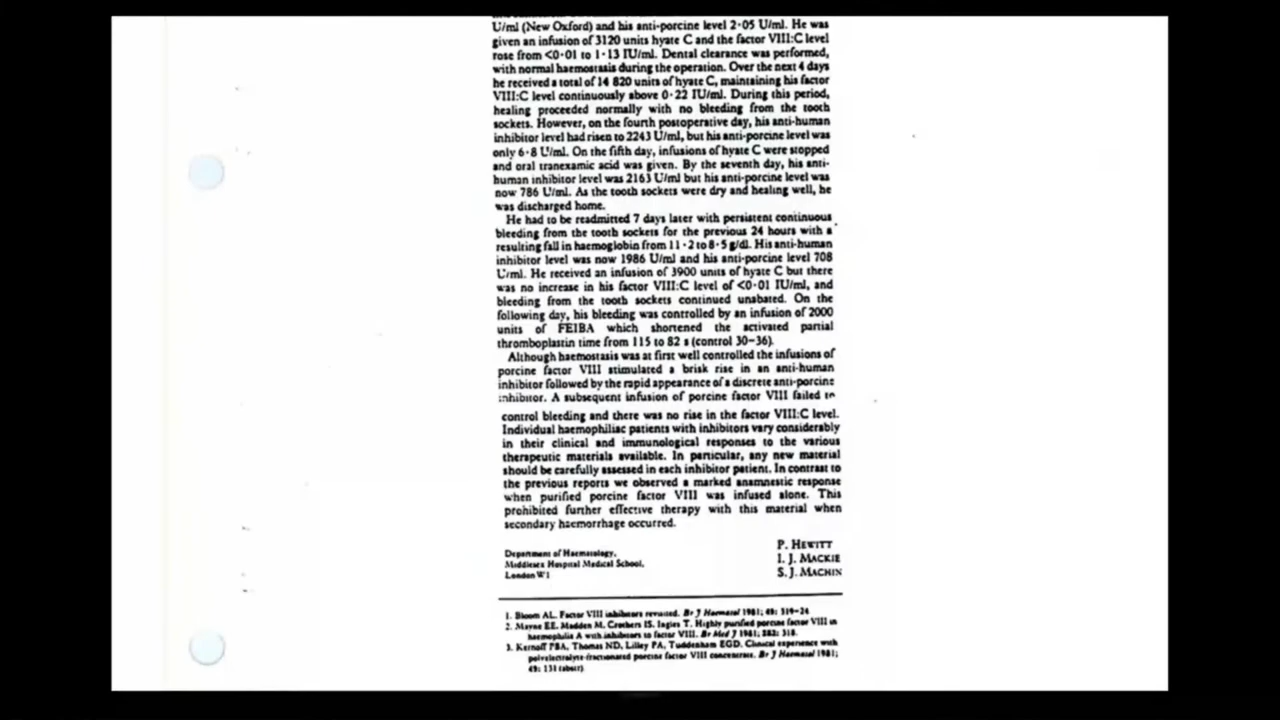 U/ml (New Oxford) and his anti-porcine level 2·05 U/ml. He was
given an infusion of 3120 units hyate C and the factor VIII:C level
rose from <0·01 to 1·13 IU/ml. Dental clearance was performed,
with normal haemostasis during the operation. Over the next 4 days
he received a total of 14 820 units of hyate C, maintaining his factor
VIII:C level continuously above 0·22 IU/ml. During this period,
healing proceeded normally with no bleeding from the tooth
sockets. However, on the fourth postoperative day, his anti-human
inhibitor level had risen to 2243 U/ml, but his anti-porcine level was
only 6·8 U/ml. On the fifth day, infusions of hyate C were stopped
and oral tranexamic acid was given. By the seventh day, his anti-
human inhibitor level was 2163 U/ml but his anti-porcine level was
now 786 U/ml. As the tooth sockets were dry and healing well, he
was discharged home.
He had to be readmitted 7 days later with persistent continuous
bleeding from the tooth sockets for the previous 24 hours with a
resulting fall in haemoglobin from 11·2 to 8·5 g/dl. His anti-human
inhibitor level was now 1986 U/ml and his anti-porcine level 708
U/ml. He received an infusion of 3900 units of hyate C but there
was no increase in his factor VIII:C level of <0·01 IU/ml, and
bleeding from the tooth sockets continued unabated. On the
following day, his bleeding was controlled by an infusion of 2000
units of FEIBA which shortened the activated partial
thromboplastin time from 115 to 82 s (control 30-36).
Although haemostasis was at first well controlled the infusions of
porcine factor VIII stimulated a brisk rise in an anti-human
inhibitor followed by the rapid appearance of a discrete anti-porcine
inhibitor. A subsequent infusion of porcine factor VIII failed to
control bleeding and there was no rise in the factor VIII:C level.
Individual haemophiliac patients with inhibitors vary considerably
in their clinical and immunological responses to the various
therapeutic materials available. In particular, any new material
should be carefully assessed in each inhibitor patient. In contrast to
the previous reports we observed a marked anamnestic response
when purified porcine factor VIII was infused alone. This
prohibited further effective therapy with this material when
secondary haemorrhage occurred.
Department of Haematology,
Middlesex Hospital Medical School,
London W1
P. HEWITT
I. J. MACKIE
S. J. MACHIN
1. Bloom AL. Factor VIII inhibitors revisited. Br J Haematol 1981; 49: 319-24
2. Mayne EE, Madden M, Crothers IS, Ingles T. Highly purified porcine factor VIII in
haemophilia A with inhibitors to factor VIII. Br Med J 1981; 282: 318.
3. Kernoff PBA, Thomas ND, Lilley PA, Tuddenham EGD. Clinical experience with
polyelectrolyte-fractionated porcine factor VIII concentrate. Br J Haematol 1981;
49: 131 (abstr).